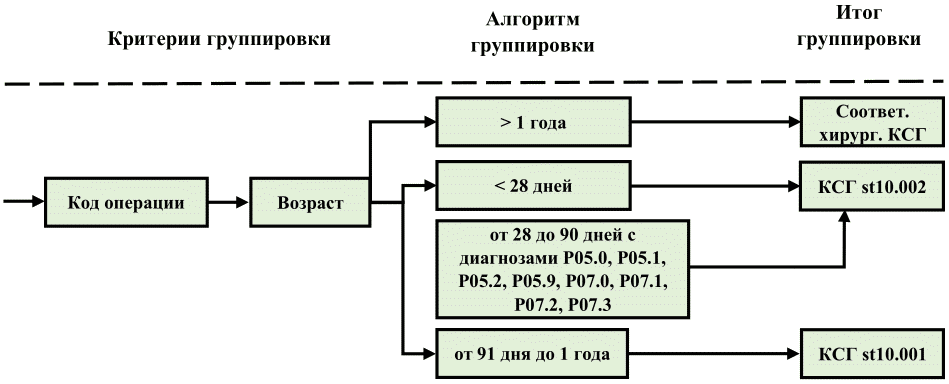 Критерии группировки
Алгоритм
группировки
Итог
группировки
> 1 года
Соответ.
хирург. КСГ
Код операции
Возраст
< 28 дней
КСГ st10.002
от 28 до 90 дней с
диагнозами P05.0, P05.1,
P05.2, P05.9, P07.0, P07.1,
P07.2, P07.3
от 91 дня до 1 года
КСГ st10.001